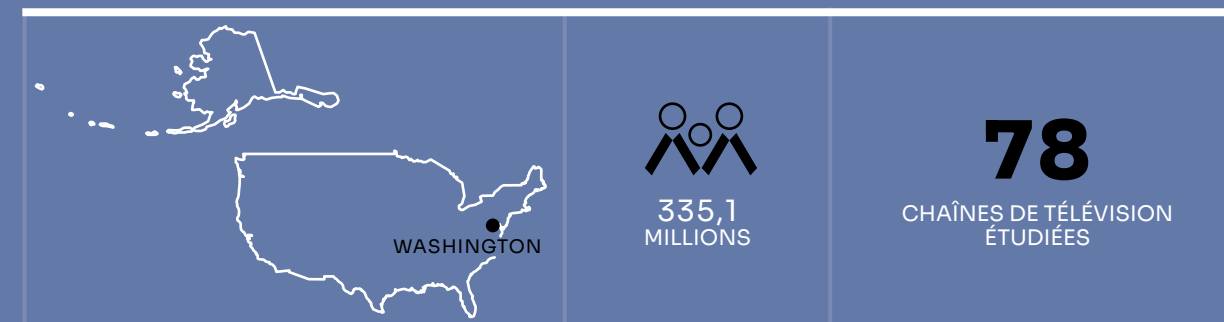 WASHINGTON
335,1
MILLIONS
78
CHAÎNES DE TÉLÉVISION
ÉTUDIÉES